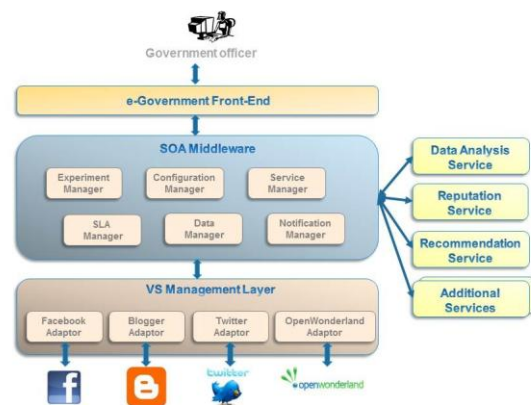 Government officer
e-Government Front-End
SOA Middleware
Experiment
Manager
Configuration
Manager
Service
Manager
SLA
Manager
Data
Manager
Notification
Manager
Data Analysis
Service
Reputation
Service
Recommendation
Service
Additional
Services
VS Management Layer
Facebook
Adaptor
Blogger
Adaptor
Twitter
Adaptor
OpenWonderland
Adaptor
f
B
twitter
openwonderland